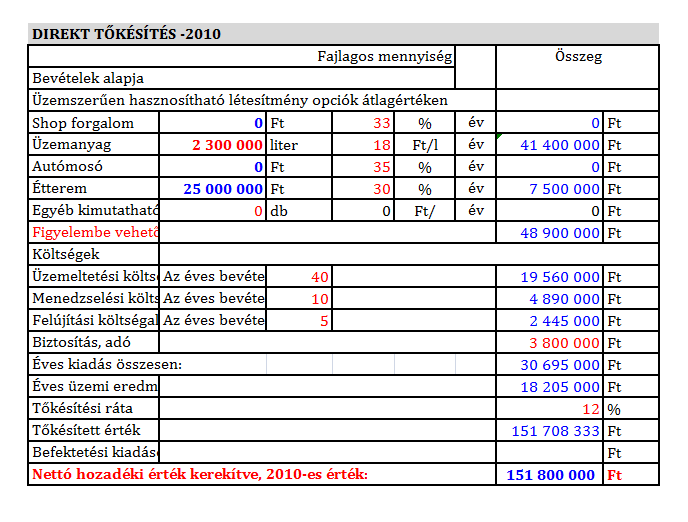 DIREKT TŐKÉSÍTÉS -2010
Fajlagos mennyiség Összeg
Bevételek alapja
Üzemszerűen hasznosítható létesítmény opciók átlagértéken
Shop forgalom 0 Ft 33 % év 0 Ft
Üzemanyag 2 300 000 liter 18 Ft/l év 41 400 000 Ft
Autómosó 0 Ft 35 % év 0 Ft
Étterem 25 000 000 Ft 30 % év 7 500 000 Ft
Egyéb kimutatható 0 db 0 Ft/ év 0 Ft
Figyelembe vehető 48 900 000 Ft
Költségek
Üzemeltetési költs Az éves bevéte 40 19 560 000 Ft
Menedzselési költs Az éves bevéte 10 4 890 000 Ft
Felújítási költségal Az éves bevéte 5 2 445 000 Ft
Biztosítás, adó 3 800 000 Ft
Éves kiadás összesen: 30 695 000 Ft
Éves üzemi eredm 18 205 000 Ft
Tőkésítési ráta 12 %
Tőkésített érték 151 708 333 Ft
Befektetési kiadás Ft
Nettó hozadéki érték kerekítve, 2010-es érték: 151 800 000 Ft